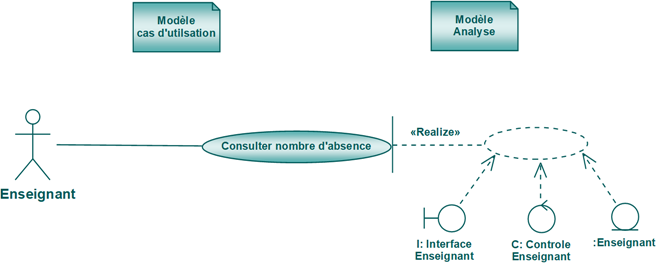 Modèle
cas d'utilsation
Modèle
Analyse
«Realize»
Consulter nombre d'absence
Enseignant
I: Interface
Enseignant
C: Controle
Enseignant
:Enseignant